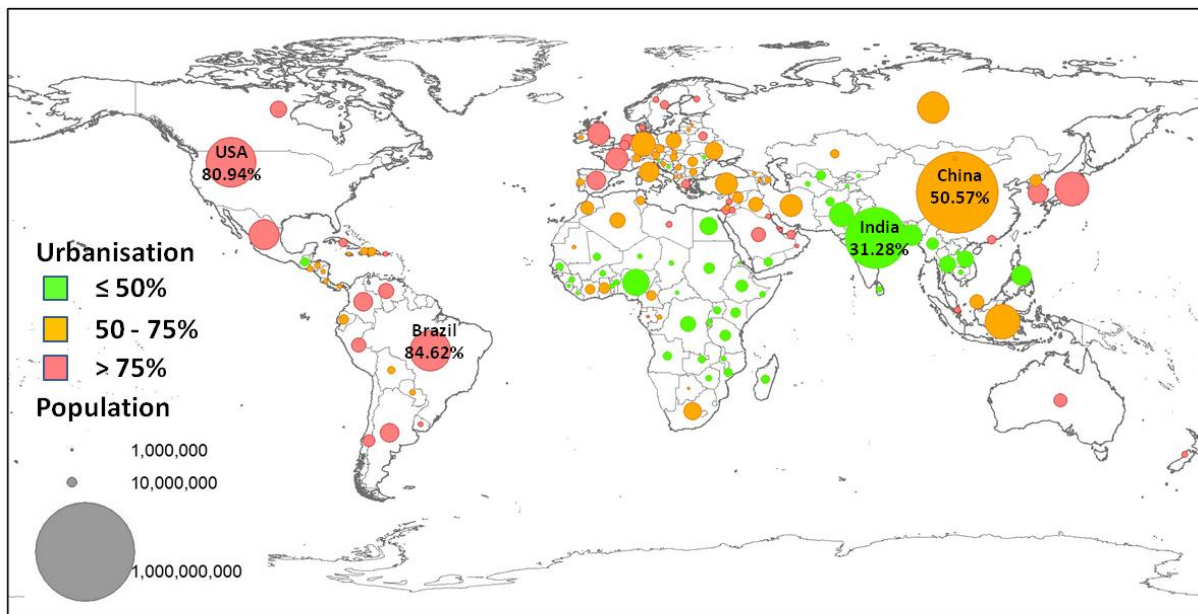 USA
80.94%
China
50.57%
India
31.28%
Brazil
84.62%
Urbanisation
≤ 50%
50 - 75%
> 75%
Population
1,000,000
10,000,000
1,000,000,000